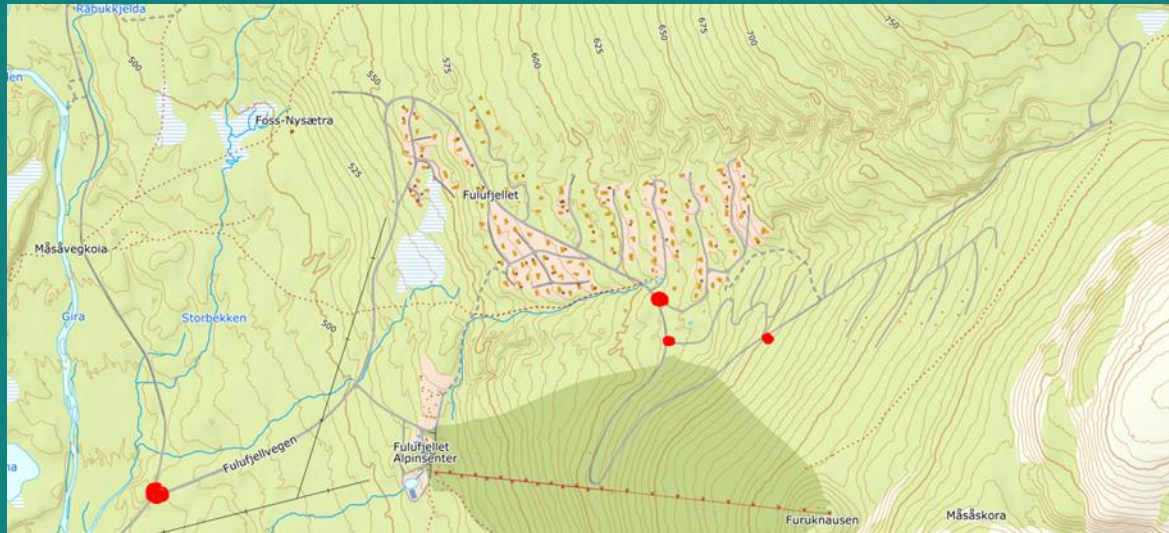 Råbukkjelda
500
550
575
600
625
650
675
700
750
Foss-Nysætra
525
Fulufjellet
Måsåvegkoia
Gira
Storbekken
500
Fulufjellvegen
Fulufjellet
Alpinsenter
Furuknausen
Måsåskora